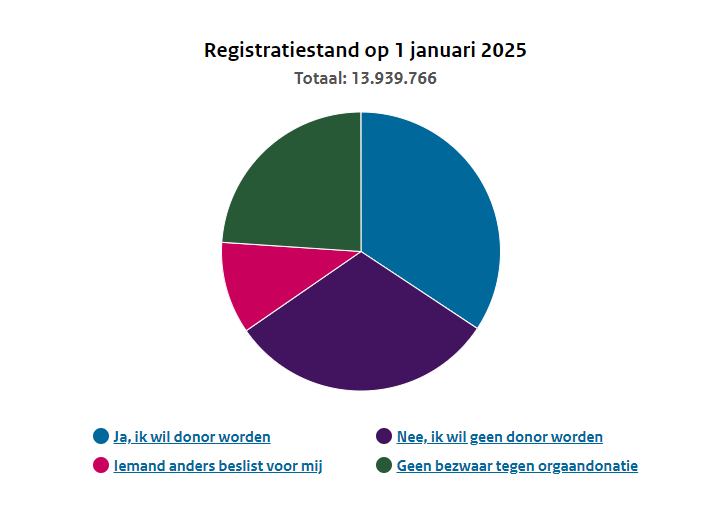 Registratiestand op 1 januari 2025
Totaal: 13.939.766
Ja, ik wil donor worden
Nee, ik wil geen donor worden
Iemand anders beslist voor mij
Geen bezwaar tegen orgaandonatie